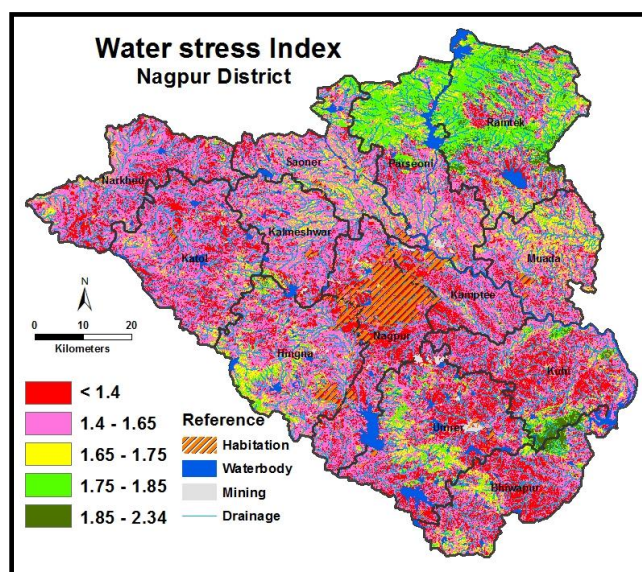 Water stress Index
Nagpur District
Ramtek
Saoner
Parseoni
Narkhed
Kalmeshwar
Katol
Muada
Kamptee
Nagpur
Hingna
Kuhi
Umrer
Bhiwapur
N
0 10 20
Kilometers
< 1.4
1.4 - 1.65
1.65 - 1.75
1.75 - 1.85
1.85 - 2.34
Reference
Habitation
Waterbody
Mining
Drainage